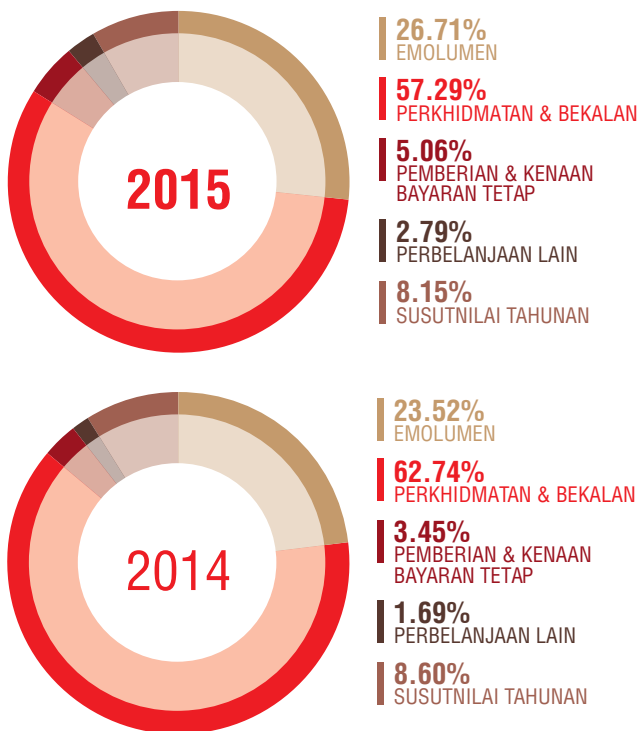 2015
26.71%
EMOLUMEN
57.29%
PERKHIDMATAN & BEKALAN
5.06%
PEMBERIAN & KENAAN
BAYARAN TETAP
2.79%
PERBELANJAAN LAIN
8.15%
SUSUTNILAI TAHUNAN
2014
23.52%
EMOLUMEN
62.74%
PERKHIDMATAN & BEKALAN
3.45%
PEMBERIAN & KENAAN
BAYARAN TETAP
1.69%
PERBELANJAAN LAIN
8.60%
SUSUTNILAI TAHUNAN